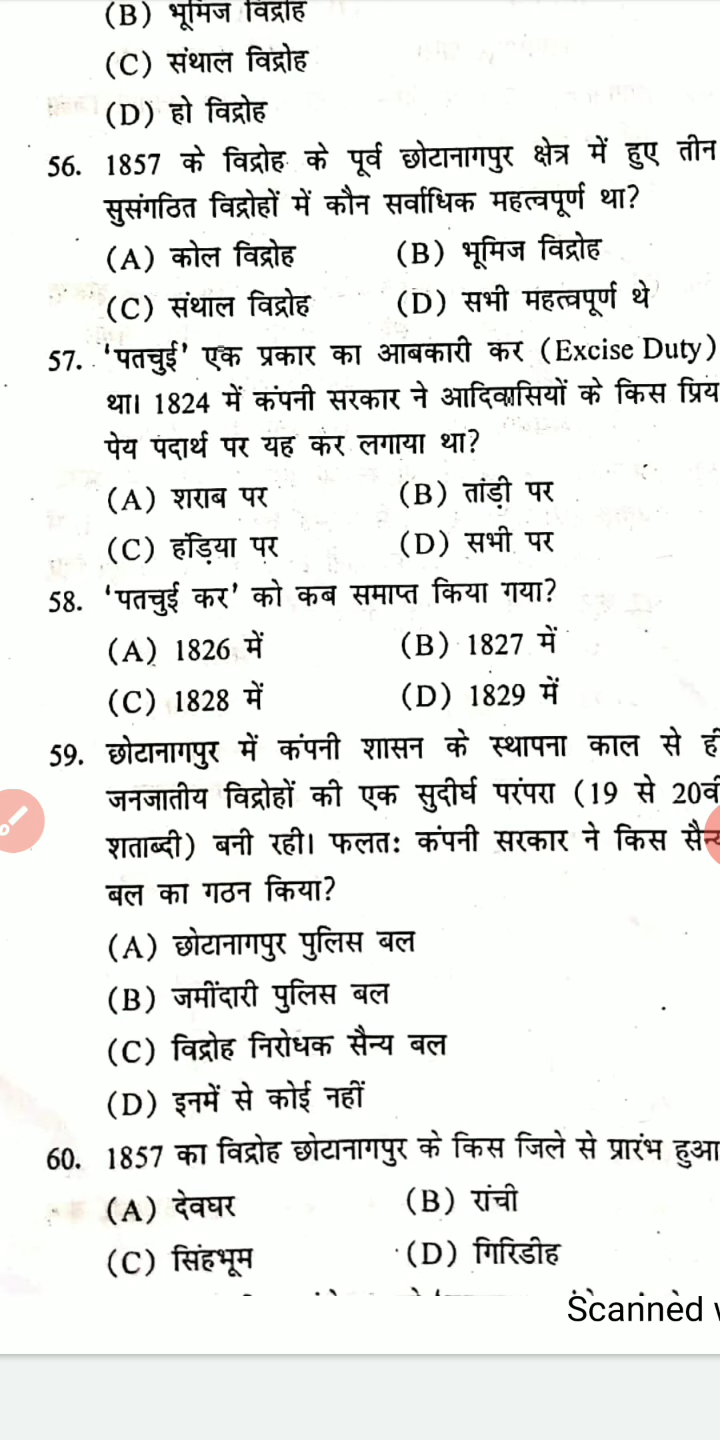 (B) भूमिज विद्रोह
(C) संथाल विद्रोह
(D) हो विद्रोह
56. 1857 के विद्रोह के पूर्व छोटानागपुर क्षेत्र में हुए तीन
सुसंगठित विद्रोहों में कौन सर्वाधिक महत्वपूर्ण था?
(A) कोल विद्रोह (B) भूमिज विद्रोह
(C) संथाल विद्रोह (D) सभी महत्वपूर्ण थे
57. 'पतचुई' एक प्रकार का आबकारी कर (Excise Duty)
था। 1824 में कंपनी सरकार ने आदिवासियों के किस प्रिय
पेय पदार्थ पर यह कर लगाया था?
(A) शराब पर (B) तांड़ी पर
(C) हंड़िया पर (D) सभी पर
58. 'पतचुई कर' को कब समाप्त किया गया?
(A) 1826 में (B) 1827 में
(C) 1828 में (D) 1829 में
59. छोटानागपुर में कंपनी शासन के स्थापना काल से ही
जनजातीय विद्रोहों की एक सुदीर्घ परंपरा (19 से 20वीं
शताब्दी) बनी रही। फलतः कंपनी सरकार ने किस
बल का गठन किया?
(A) छोटानागपुर पुलिस बल
(B) जमींदारी पुलिस बल
(C) विद्रोह निरोधक सैन्य बल
(D) इनमें से कोई नहीं
60. 1857 का विद्रोह छोटानागपुर के किस जिले से प्रारंभ हुआ
(A) देवघर (B) रांची
(C) सिंहभूम (D) गिरिडीह
Scanned